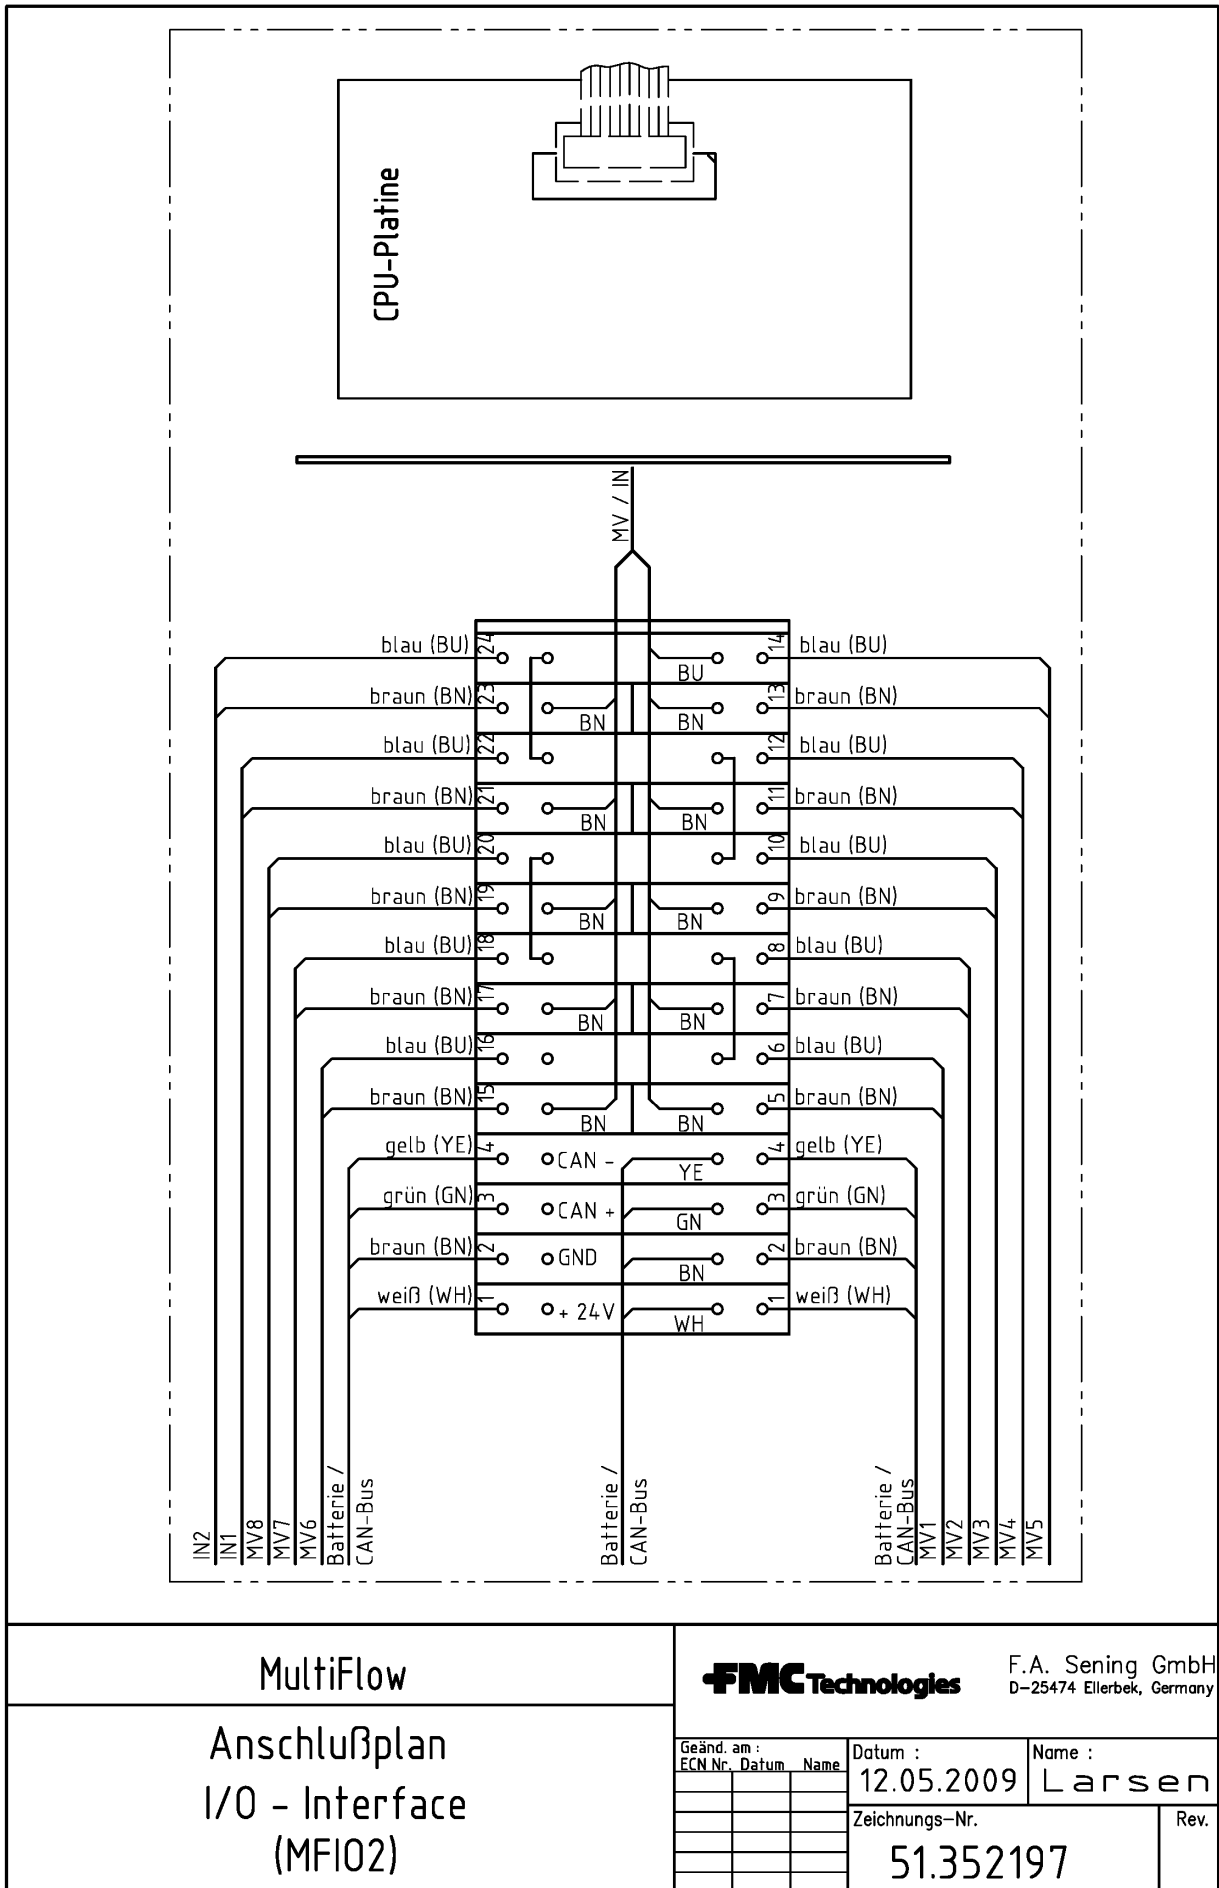 CPU-Platine
MV / IN
blau (BU) 24 14 blau (BU)
BU
braun (BN) 23 13 braun (BN)
BN BN
blau (BU) 22 12 blau (BU)
braun (BN) 21 11 braun (BN)
BN BN
blau (BU) 20 10 blau (BU)
braun (BN) 19 9 braun (BN)
BN BN
blau (BU) 18 8 blau (BU)
braun (BN) 17 7 braun (BN)
BN BN
blau (BU) 16 6 blau (BU)
braun (BN) 15 5 braun (BN)
BN BN
gelb (YE) 4 CAN - 4 gelb (YE)
YE
grün (GN) 3 CAN + 3 grün (GN)
GN
braun (BN) 2 GND 2 braun (BN)
BN
weiß (WH) 1 + 24V 1 weiß (WH)
WH
IN2
IN1
MV8
MV7
MV6
Batterie /
CAN-Bus
Batterie /
CAN-Bus
Batterie /
CAN-Bus
MV1
MV2
MV3
MV4
MV5
MultiFlow
Anschlußplan
I/O - Interface
(MFIO2)
FMC Technologies
F.A. Sening GmbH
D-25474 Ellerbek, Germany
Geänd. am :
ECN Nr. Datum Name
Datum :
12.05.2009
Name :
Larsen
Zeichnungs-Nr.
51.352197
Rev.